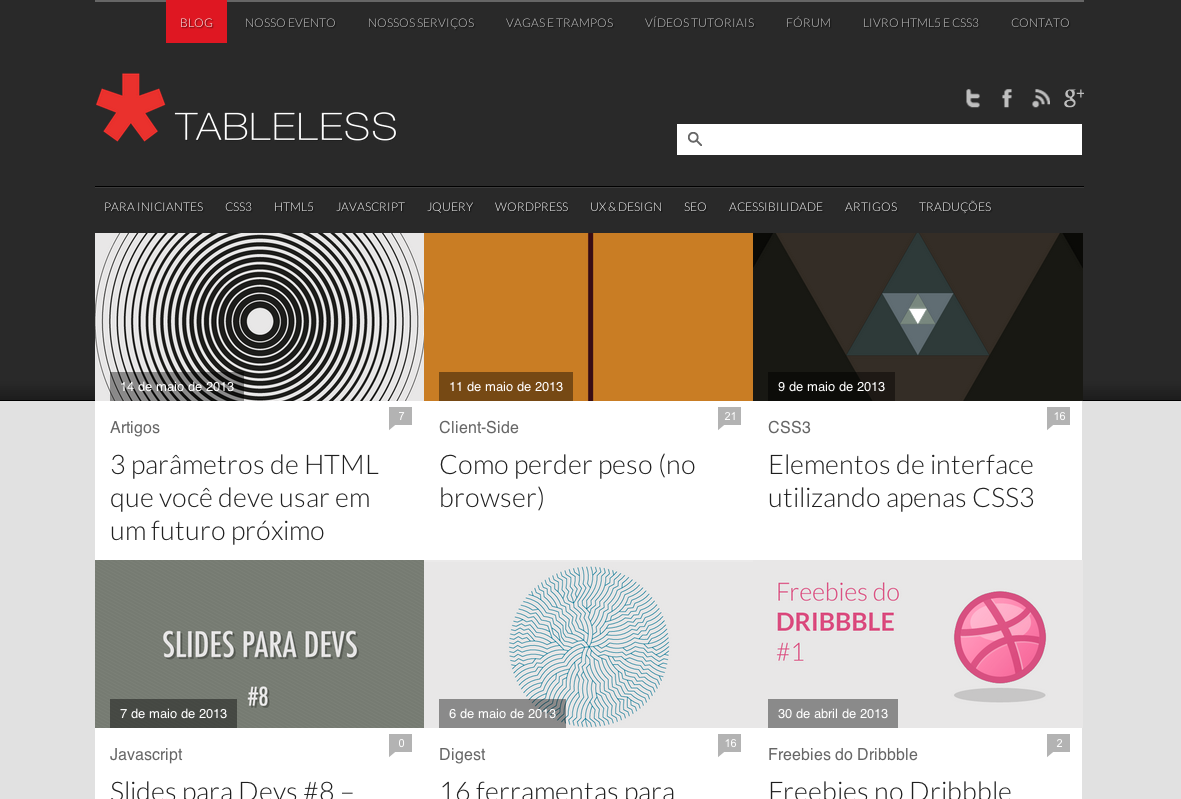 BLOG NOSSO EVENTO NOSSOS SERVIÇOS VAGAS E TRAMPOS VÍDEOS TUTORIAIS FÓRUM LIVRO HTML5 E CSS3 CONTATO
TABLELESS
PARA INICIANTES CSS3 HTML5 JAVASCRIPT JQUERY WORDPRESS UX & DESIGN SEO ACESSIBILIDADE ARTIGOS TRADUÇÕES
14 de maio de 2013
7
Artigos
3 parâmetros de HTML
que você deve usar em
um futuro próximo
11 de maio de 2013
21
Client-Side
Como perder peso (no
browser)
9 de maio de 2013
16
CSS3
Elementos de interface
utilizando apenas CSS3
SLIDES PARA DEVS
#8
7 de maio de 2013
0
Javascript
Slides para Devs #8 –
6 de maio de 2013
16
Digest
16 ferramentas para
Freebies do
DRIBBBLE
#1
30 de abril de 2013
2
Freebies do Dribbble
Freebies no Dribbble